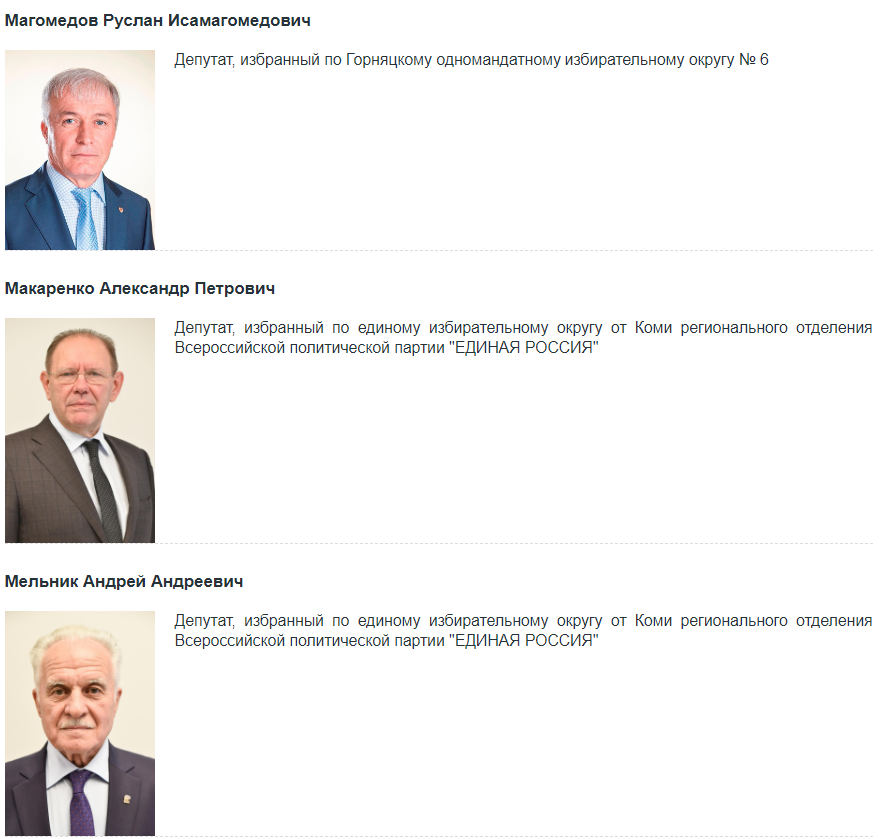 Магомедов Руслан Исамагомедович
Депутат, избранный по Горняцкому одномандатному избирательному округу № 6
Макаренко Александр Петрович
Депутат, избранный по единому избирательному округу от Коми регионального отделения
Всероссийской политической партии "ЕДИНАЯ РОССИЯ"
Мельник Андрей Андреевич
Депутат, избранный по единому избирательному округу от Коми регионального отделения
Всероссийской политической партии "ЕДИНАЯ РОССИЯ"